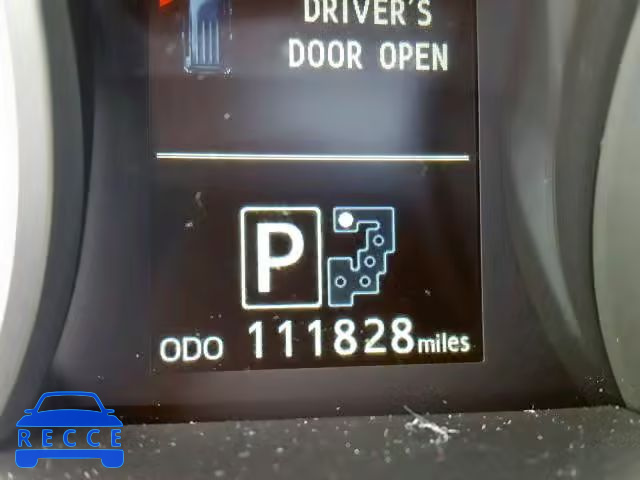 DRIVER'S
DOOR OPEN
P
ODO 111828 miles
RECCE